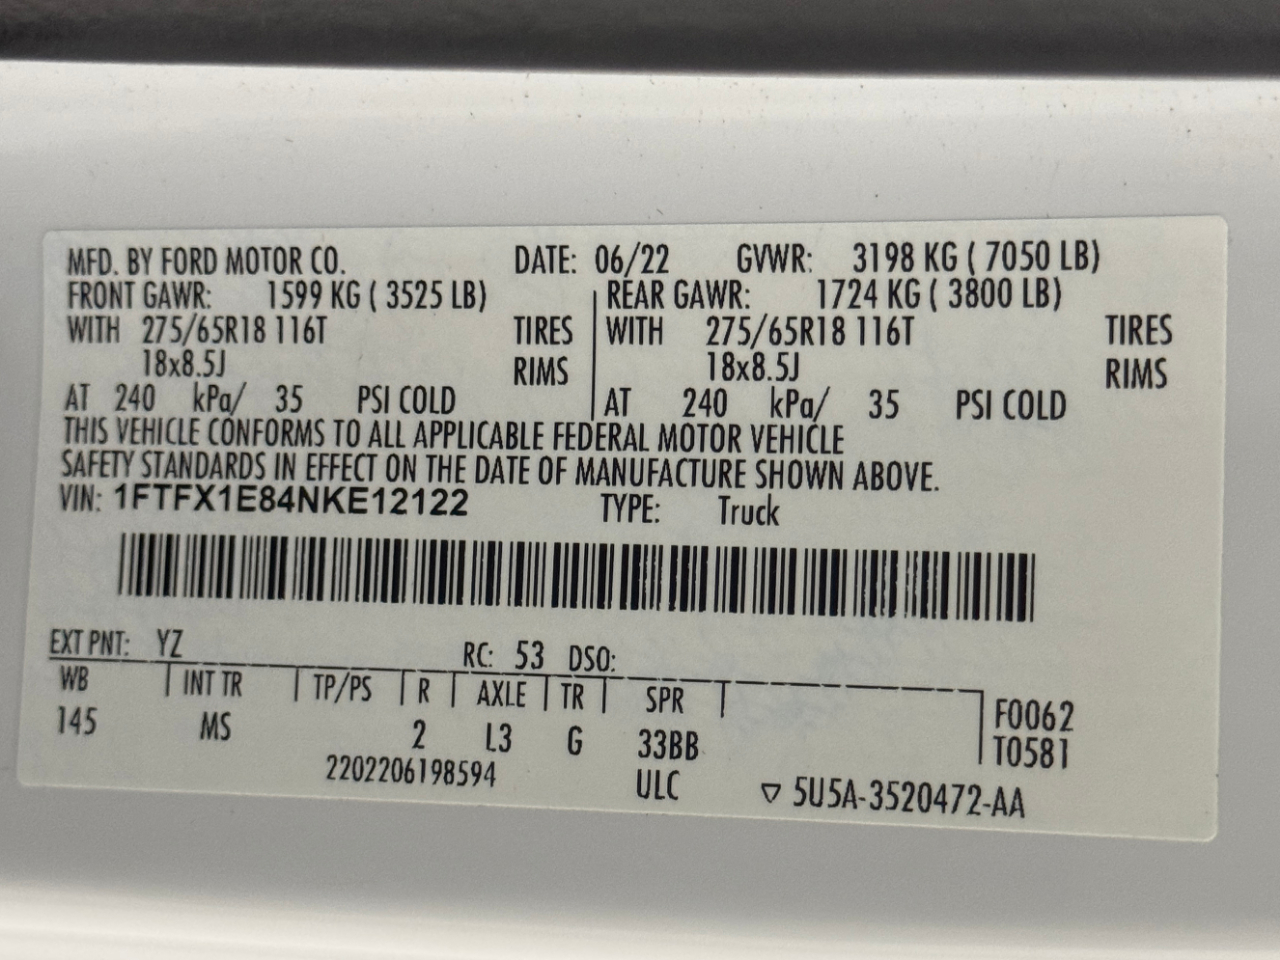 MFD. BY FORD MOTOR CO. DATE: 06/22 GVWR: 3198 KG ( 7050 LB)
FRONT GAWR: 1599 KG ( 3525 LB) REAR GAWR: 1724 KG ( 3800 LB)
WITH 275/65R18 116T TIRES WITH 275/65R18 116T TIRES
18x8.5J RIMS 18x8.5J RIMS
AT 240 kPa/ 35 PSI COLD AT 240 kPa/ 35 PSI COLD
THIS VEHICLE CONFORMS TO ALL APPLICABLE FEDERAL MOTOR VEHICLE
SAFETY STANDARDS IN EFFECT ON THE DATE OF MANUFACTURE SHOWN ABOVE.
VIN: 1FTFX1E84NKE12122 TYPE: Truck
EXT PNT: YZ RC: 53 DSO:
WB INT TR TP/PS R AXLE TR SPR F0062
145 MS 2 L3 G 33BB T0581
2202206198594 ULC ▽ 5U5A-3520472-AA